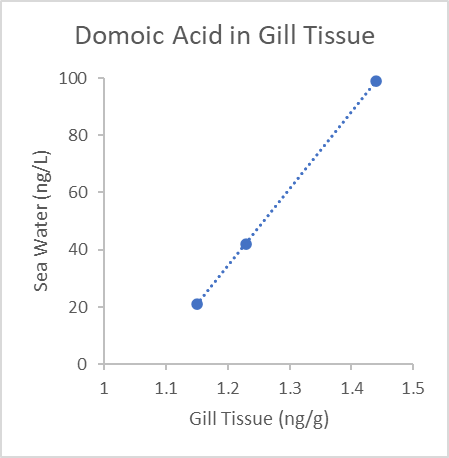 Domoic Acid in Gill Tissue
100
80
60
40
20
0
Sea Water (ng/L)
1 1.1 1.2 1.3 1.4 1.5
Gill Tissue (ng/g)